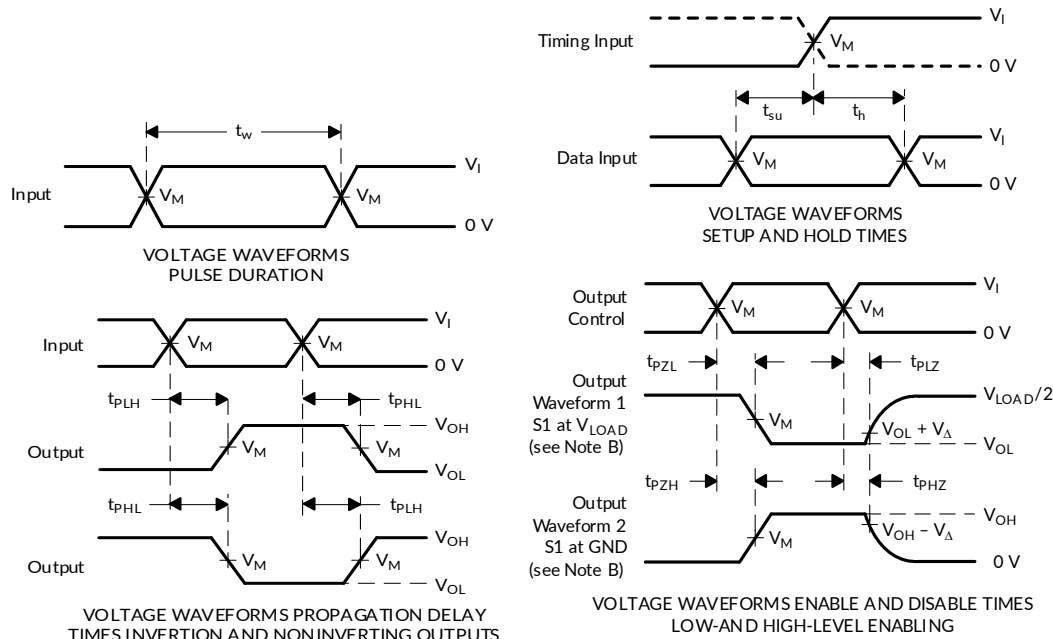 t_w
V_I
Input
V_M
V_M
0 V
VOLTAGE WAVEFORMS
PULSE DURATION
Timing Input
V_I
V_M
0 V
t_su
t_h
Data Input
V_I
V_M
V_M
0 V
VOLTAGE WAVEFORMS
SETUP AND HOLD TIMES
Input
V_I
V_M
V_M
0 V
t_PLH
t_PHL
Output
V_OH
V_M
V_M
V_OL
t_PHL
t_PLH
Output
V_OH
V_M
V_M
V_OL
VOLTAGE WAVEFORMS PROPAGATION DELAY
TIMES INVERTION AND NONINVERTING OUTPUTS
Output
Control
V_I
V_M
V_M
0 V
t_PZL
t_PLZ
Output
Waveform 1
S1 at V_LOAD
(see Note B)
V_LOAD/2
V_M
V_OL + V_Δ
V_OL
t_PZH
t_PHZ
Output
Waveform 2
S1 at GND
(see Note B)
V_OH
V_M
V_OH – V_Δ
0 V
VOLTAGE WAVEFORMS ENABLE AND DISABLE TIMES
LOW-AND HIGH-LEVEL ENABLING